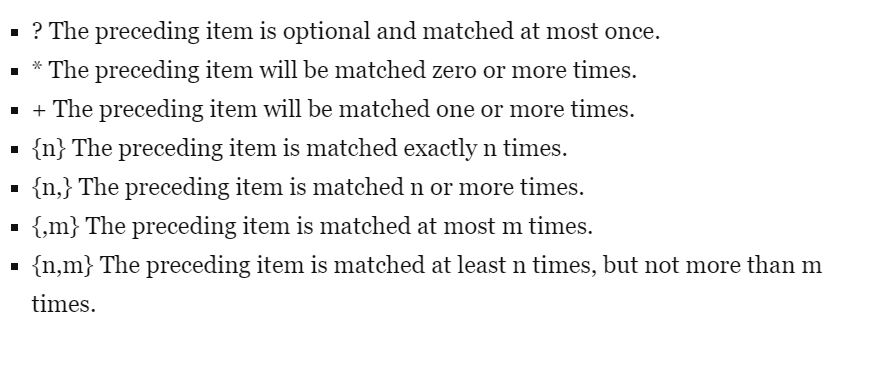 ▪ ? The preceding item is optional and matched at most once.
▪ * The preceding item will be matched zero or more times.
▪ + The preceding item will be matched one or more times.
▪ {n} The preceding item is matched exactly n times.
▪ {n,} The preceding item is matched n or more times.
▪ {,m} The preceding item is matched at most m times.
▪ {n,m} The preceding item is matched at least n times, but not more than m
times.